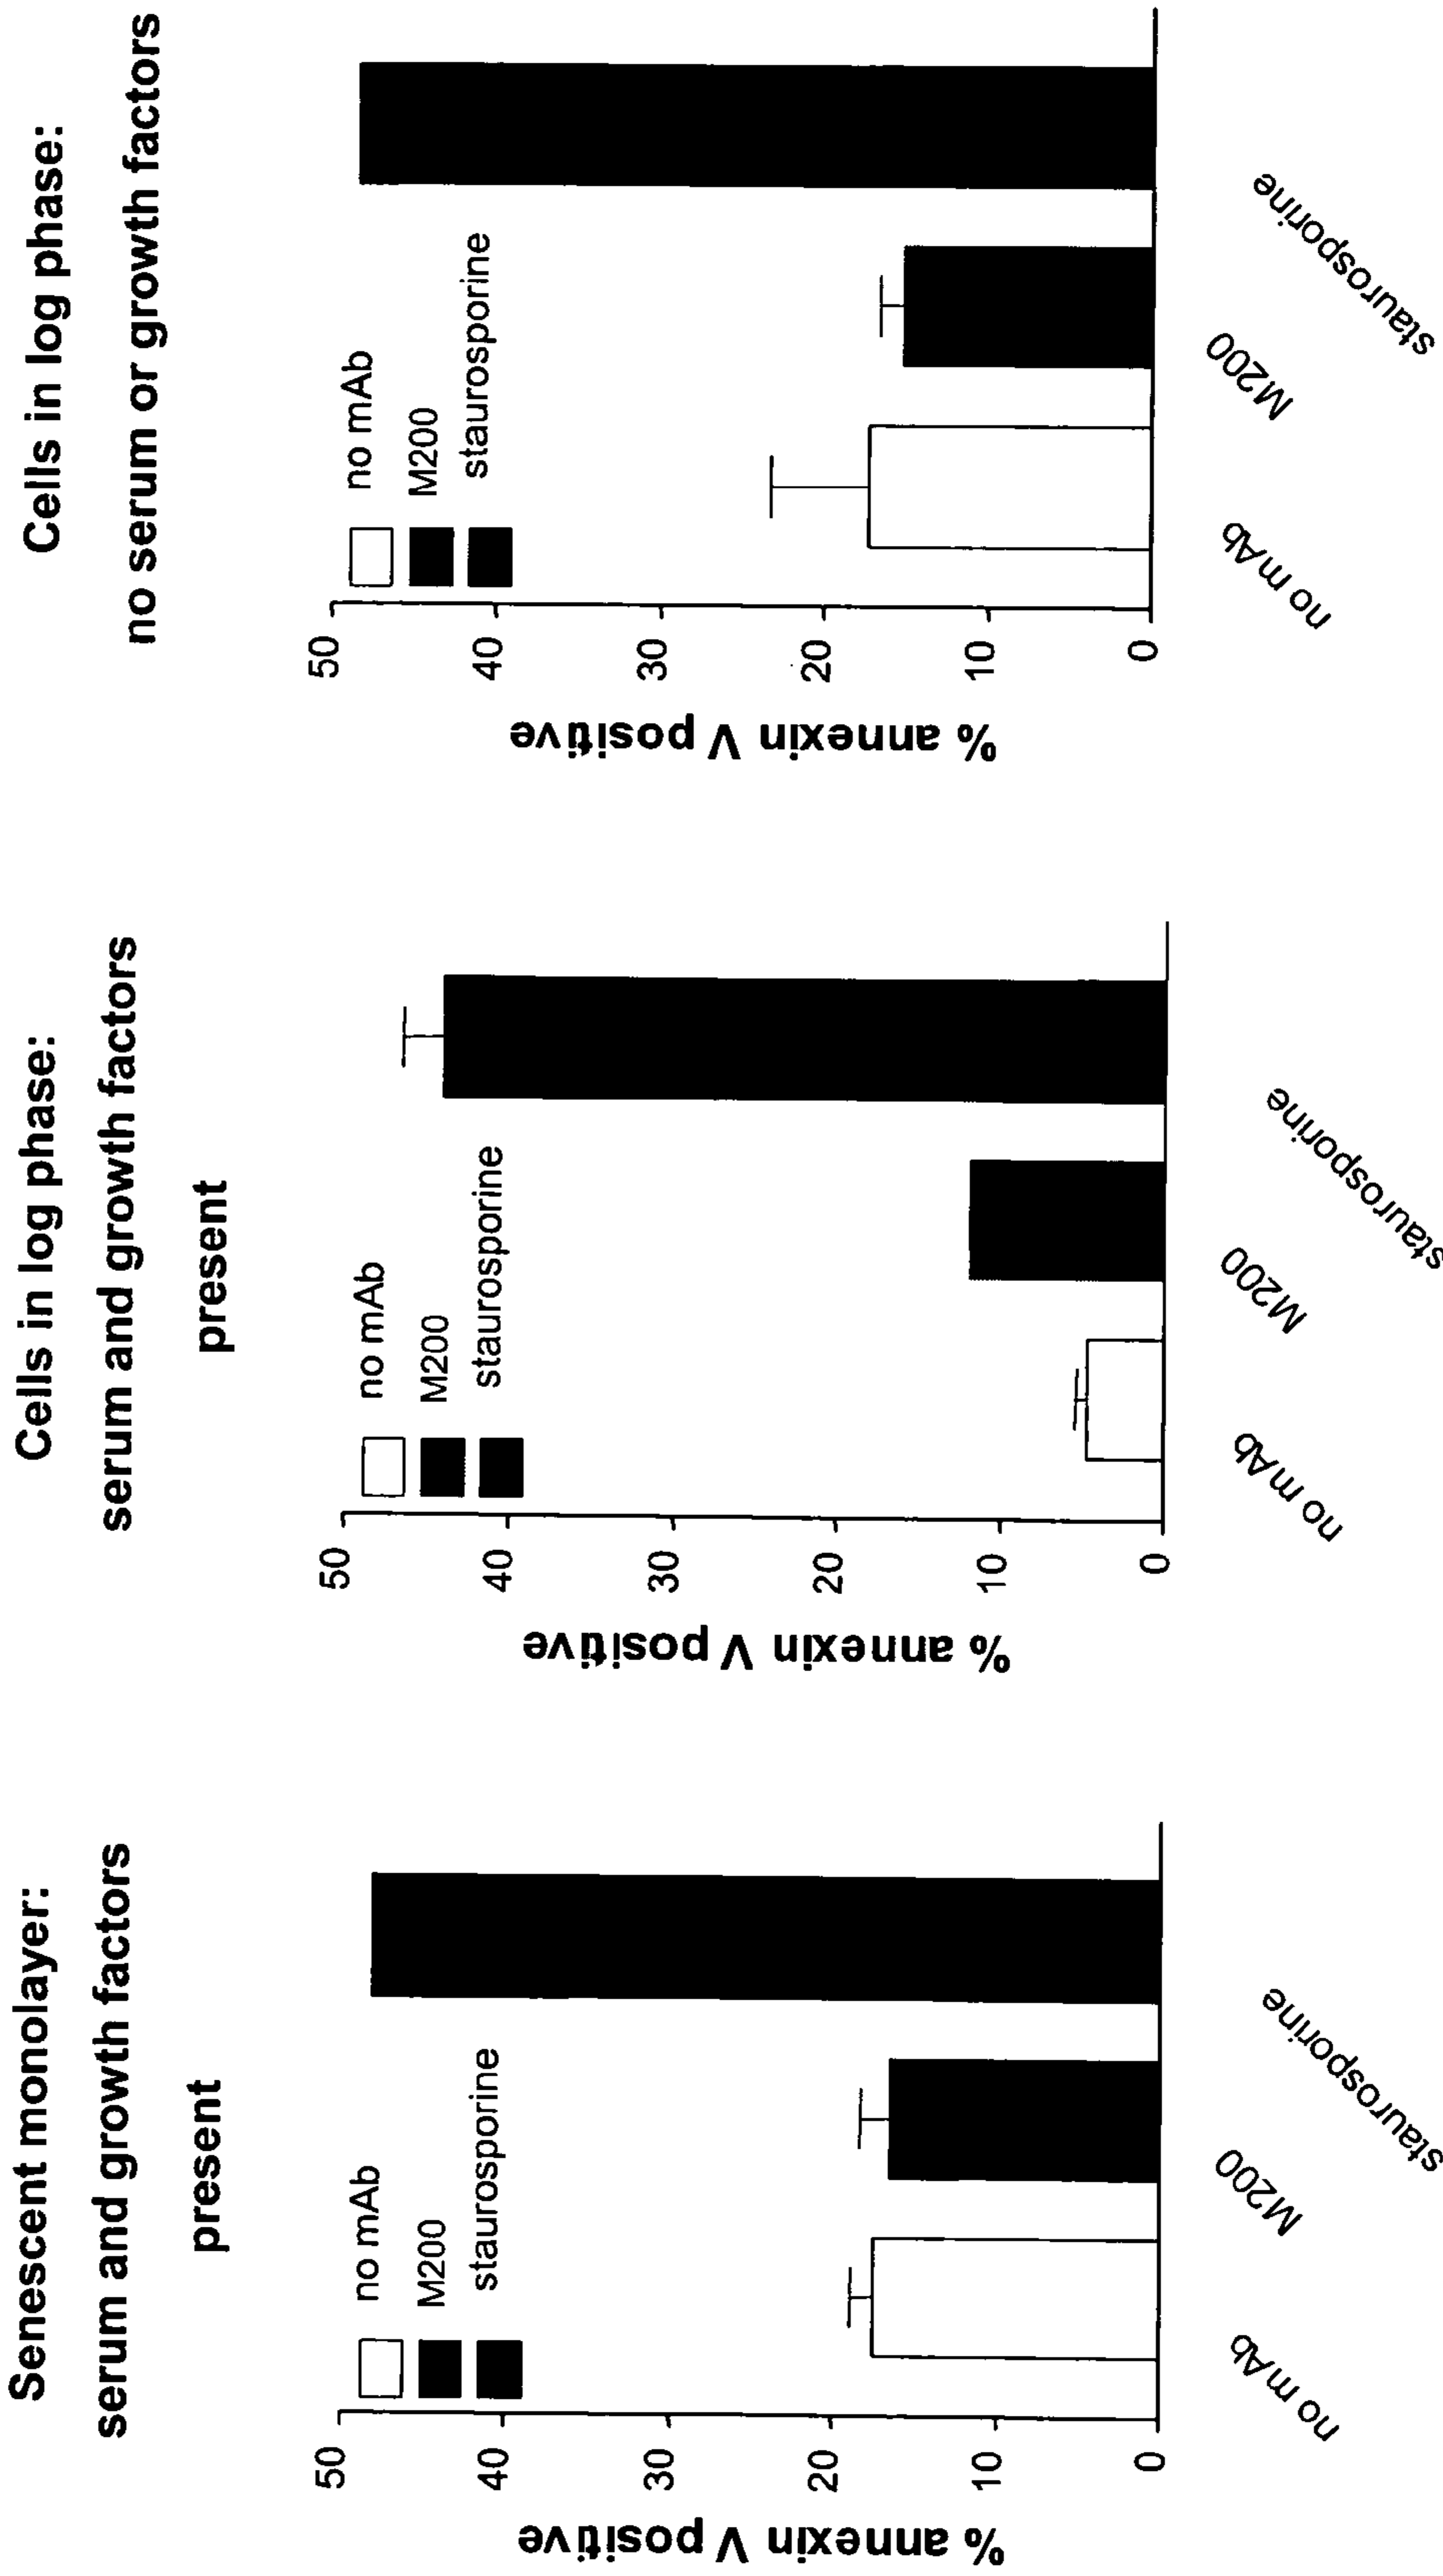 Senescent monolayer:
serum and growth factors
present
% annexin V positive
50
40
30
20
10
0
no mAb
M200
staurosporine
no mAb
M200
staurosporine
Cells in log phase:
serum and growth factors
present
% annexin V positive
50
40
30
20
10
0
no mAb
M200
staurosporine
no mAb
M200
staurosporine
Cells in log phase:
no serum or growth factors
% annexin V positive
50
40
30
20
10
0
no mAb
M200
staurosporine
no mAb
M200
staurosporine